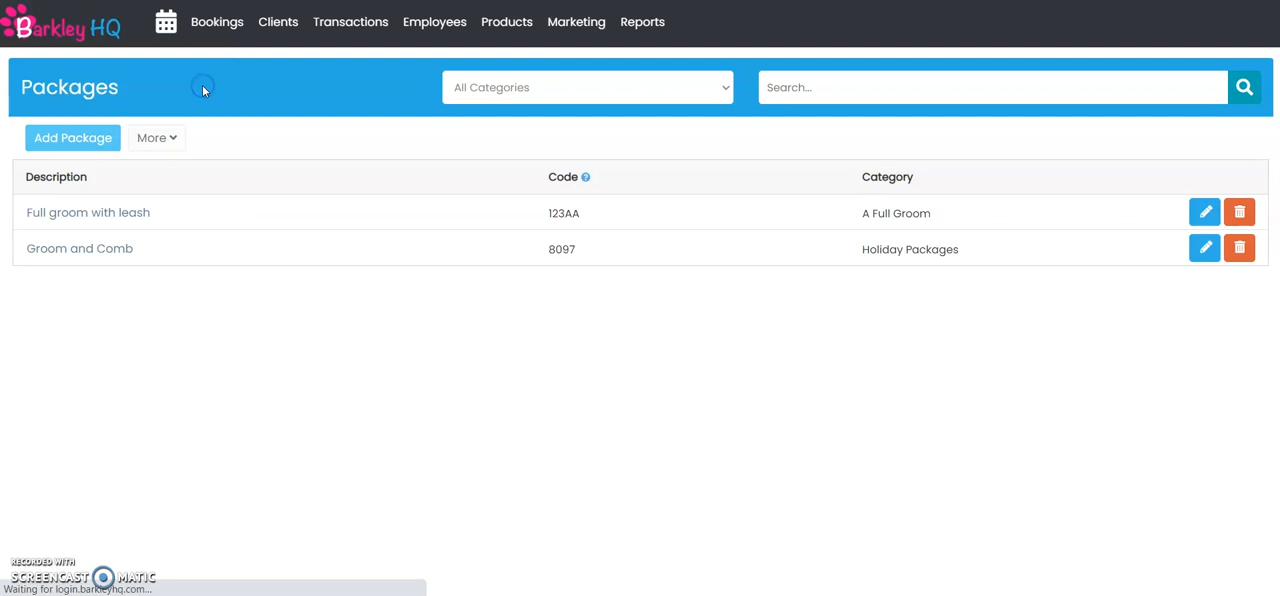 Barkley HQ Bookings Clients Transactions Employees Products Marketing Reports
Packages All Categories Search...
Add Package More
Description Code Category
Full groom with leash 123AA A Full Groom
Groom and Comb 8097 Holiday Packages
RECORDED WITH
SCREENCAST MATIC
Waiting for login.barkleyhq.com...